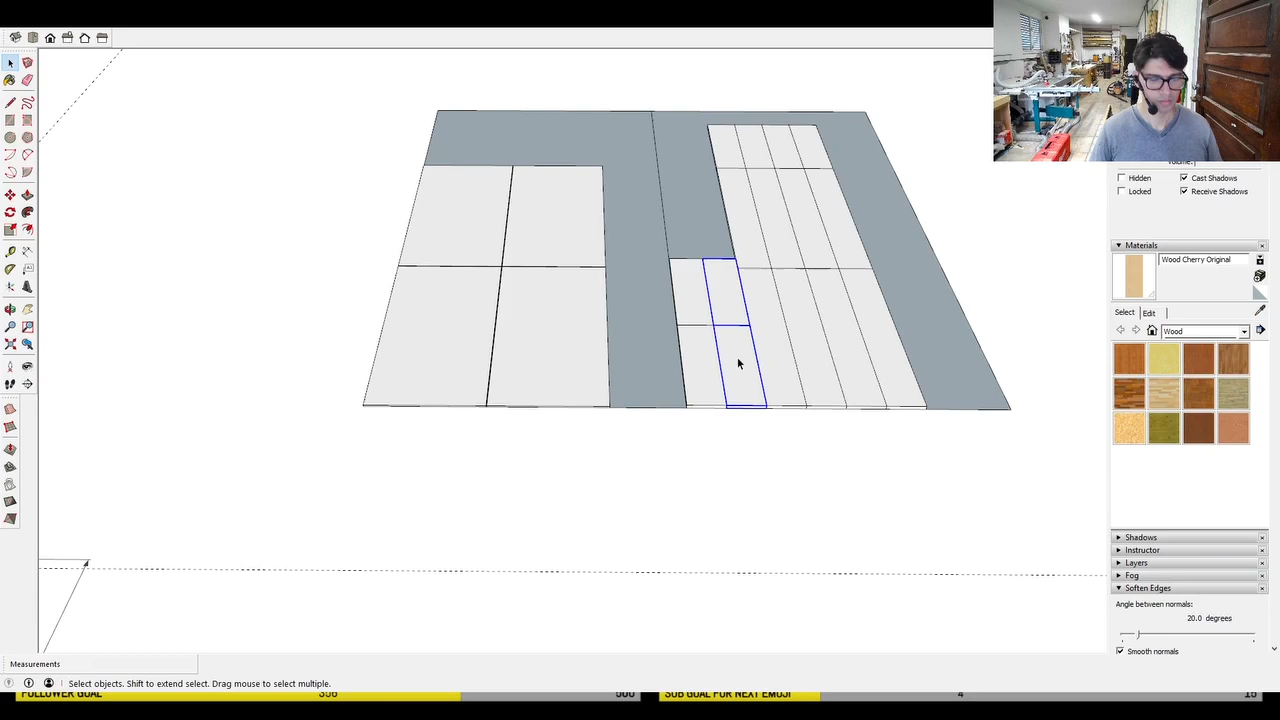 Hidden
Cast Shadows
Locked
Receive Shadows
Materials
Wood Cherry Original
Select
Edit
Wood
Shadows
Instructor
Layers
Fog
Soften Edges
Angle between normals:
20.0 degrees
Smooth normals
Measurements
Select objects. Shift to extend select. Drag mouse to select multiple.
FOLLOWER GOAL 356 500 SUB GOAL FOR NEXT EMOJI 4 15